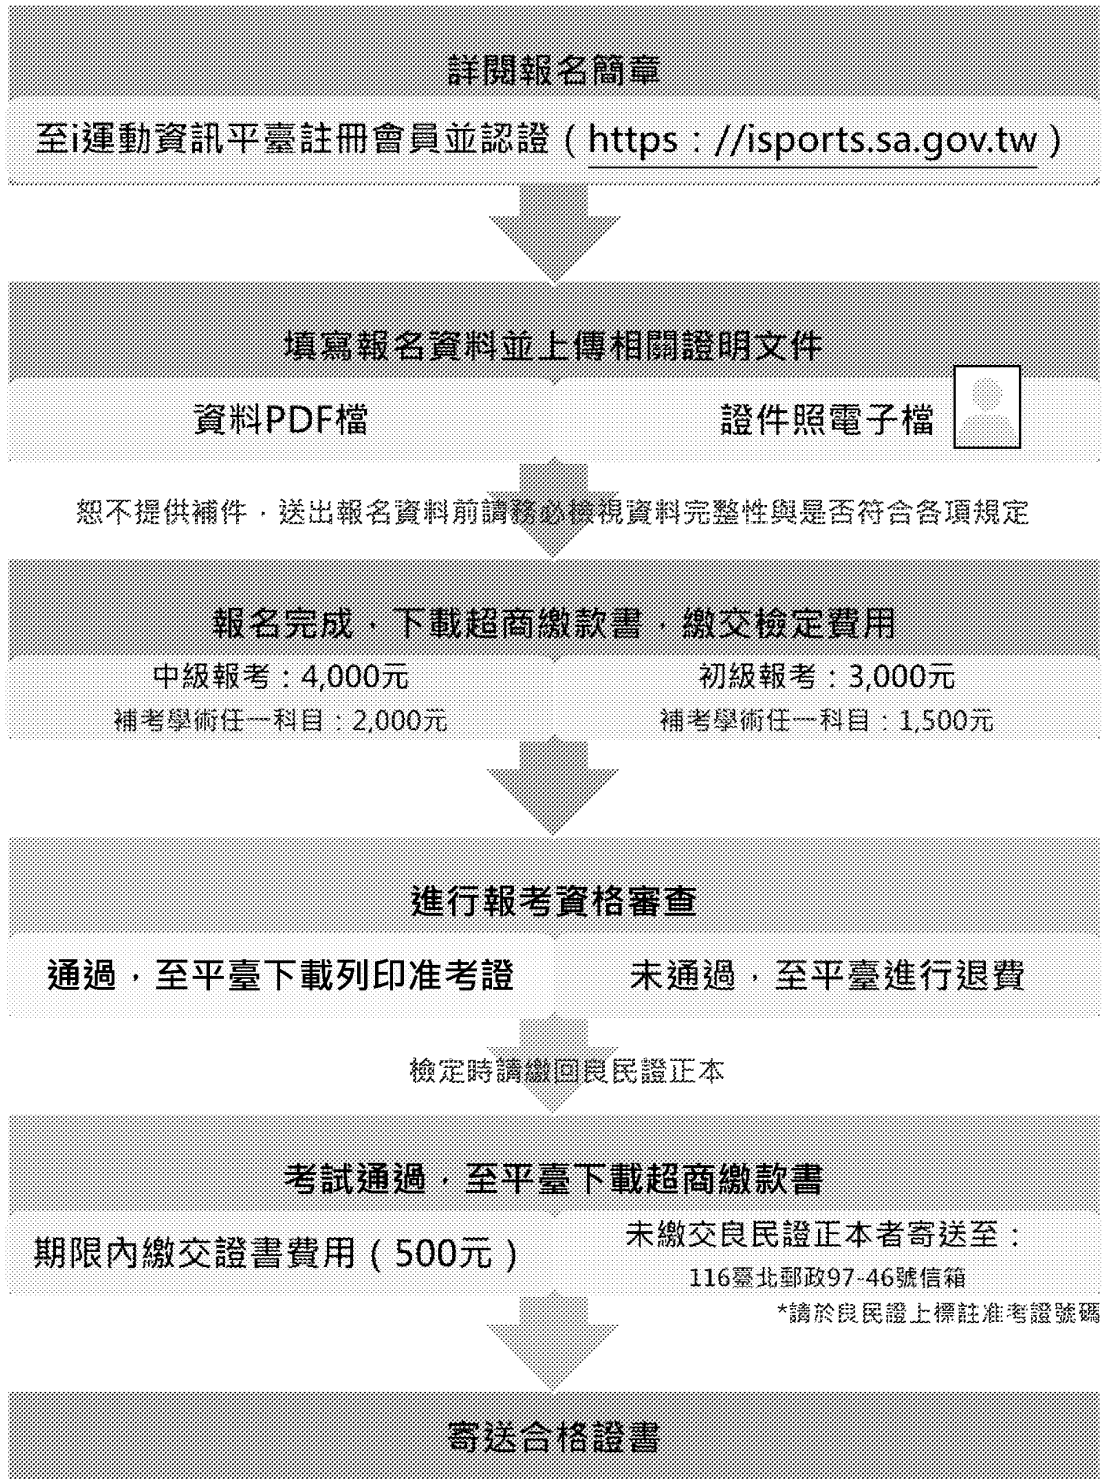 詳閱報名簡章
至i運動資訊平臺註冊會員並認證（https：//isports.sa.gov.tw）
填寫報名資料並上傳相關證明文件
資料PDF檔
證件照電子檔
恕不提供補件，送出報名資料前請務必檢視資料完整性與是否符合各項規定
報名完成，下載超商繳款書，繳交檢定費用
中級報考：4,000元
補考學術任一科目：2,000元
初級報考：3,000元
補考學術任一科目：1,500元
進行報考資格審查
通過，至平臺下載列印准考證
未通過，至平臺進行退費
檢定時請繳回良民證正本
考試通過，至平臺下載超商繳款書
期限內繳交證書費用（500元）
未繳交良民證正本者寄送至：
116臺北郵政97-46號信箱
*請於良民證上標註准考證號碼
寄送合格證書